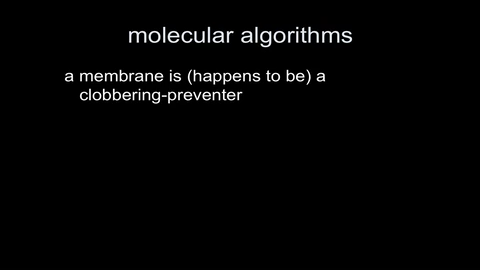 molecular algorithms
a membrane is (happens to be) a
clobbering-preventer